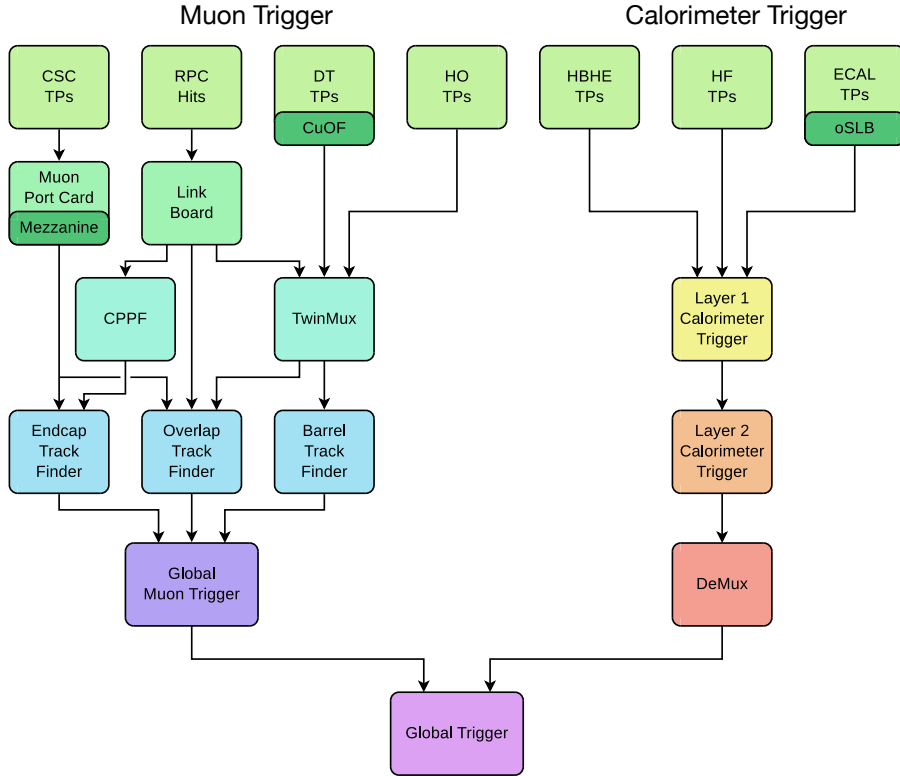 Muon Trigger
Calorimeter Trigger
CSC
TPs
RPC
Hits
DT
TPs
CuOF
HO
TPs
HBHE
TPs
HF
TPs
ECAL
TPs
oSLB
Muon
Port Card
Mezzanine
Link
Board
CPPF
TwinMux
Layer 1
Calorimeter
Trigger
Endcap
Track
Finder
Overlap
Track
Finder
Barrel
Track
Finder
Layer 2
Calorimeter
Trigger
Global
Muon Trigger
DeMux
Global Trigger